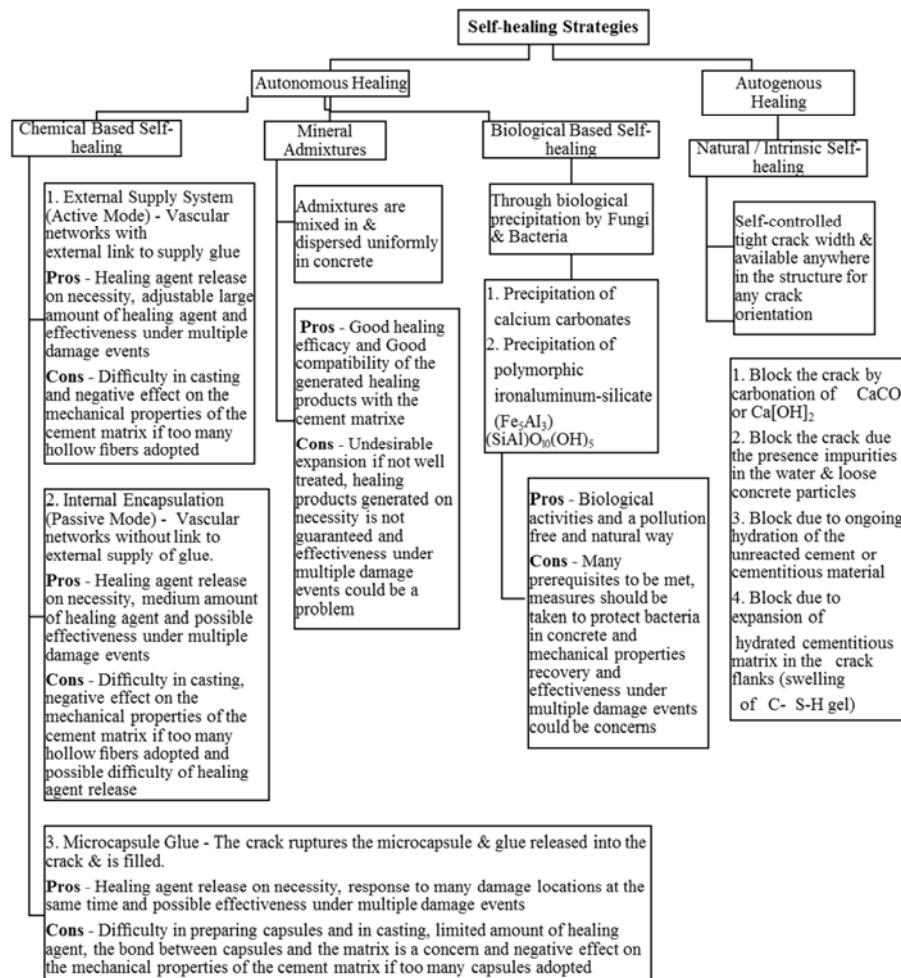 Self-healing Strategies
Autonomous Healing
Autogenous
Healing
Chemical Based Self-
healing
Mineral
Admixtures
Biological Based Self-
healing
Natural / Intrinsic Self-
healing
1. External Supply System
(Active Mode) - Vascular
networks with
external link to supply glue
Pros - Healing agent release
on necessity, adjustable large
amount of healing agent and
effectiveness under multiple
damage events
Cons - Difficulty in casting
and negative effect on the
mechanical properties of the
cement matrix if too many
hollow fibers adopted
2. Internal Encapsulation
(Passive Mode) - Vascular
networks without link to
external supply of glue.
Pros - Healing agent release
on necessity, medium amount
of healing agent and possible
effectiveness under multiple
damage events
Cons - Difficulty in casting,
negative effect on the
mechanical properties of the
cement matrix if too many
hollow fibers adopted and
possible difficulty of healing
agent release
3. Microcapsule Glue - The crack ruptures the microcapsule & glue released into the
crack & is filled.
Pros - Healing agent release on necessity, response to many damage locations at the
same time and possible effectiveness under multiple damage events
Cons - Difficulty in preparing capsules and in casting, limited amount of healing
agent, the bond between capsules and the matrix is a concern and negative effect on
the mechanical properties of the cement matrix if too many capsules adopted
Admixtures are
mixed in &
dispersed uniformly
in concrete
Pros - Good healing
efficacy and Good
compatibility of the
generated healing
products with the
cement matrixe
Cons - Undesirable
expansion if not well
treated, healing
products generated on
necessity is not
guaranteed and
effectiveness under
multiple damage
events could be a
problem
Through biological
precipitation by Fungi
& Bacteria
1. Precipitation of
calcium carbonates
2. Precipitation of
polymorphic
ironaluminum-silicate
(Fe₅AI₃)
(SiAl)O₁₀(OH)₅
Pros - Biological
activities and a pollution
free and natural way
Cons - Many
prerequisites to be met,
measures should be
taken to protect bacteria
in concrete and
mechanical properties
recovery and
effectiveness under
multiple damage events
could be concerns
Self-controlled
tight crack width &
available anywhere
in the structure for
any crack
orientation
1. Block the crack by
carbonation of CaCO
or Ca[OH]₂
2. Block the crack due
the presence impurities
in the water & loose
concrete particles
3. Block due to ongoing
hydration of the
unreacted cement or
cementitious material
4. Block due to
expansion of
hydrated cementitious
matrix in the crack
flanks (swelling
of C- S-H gel)